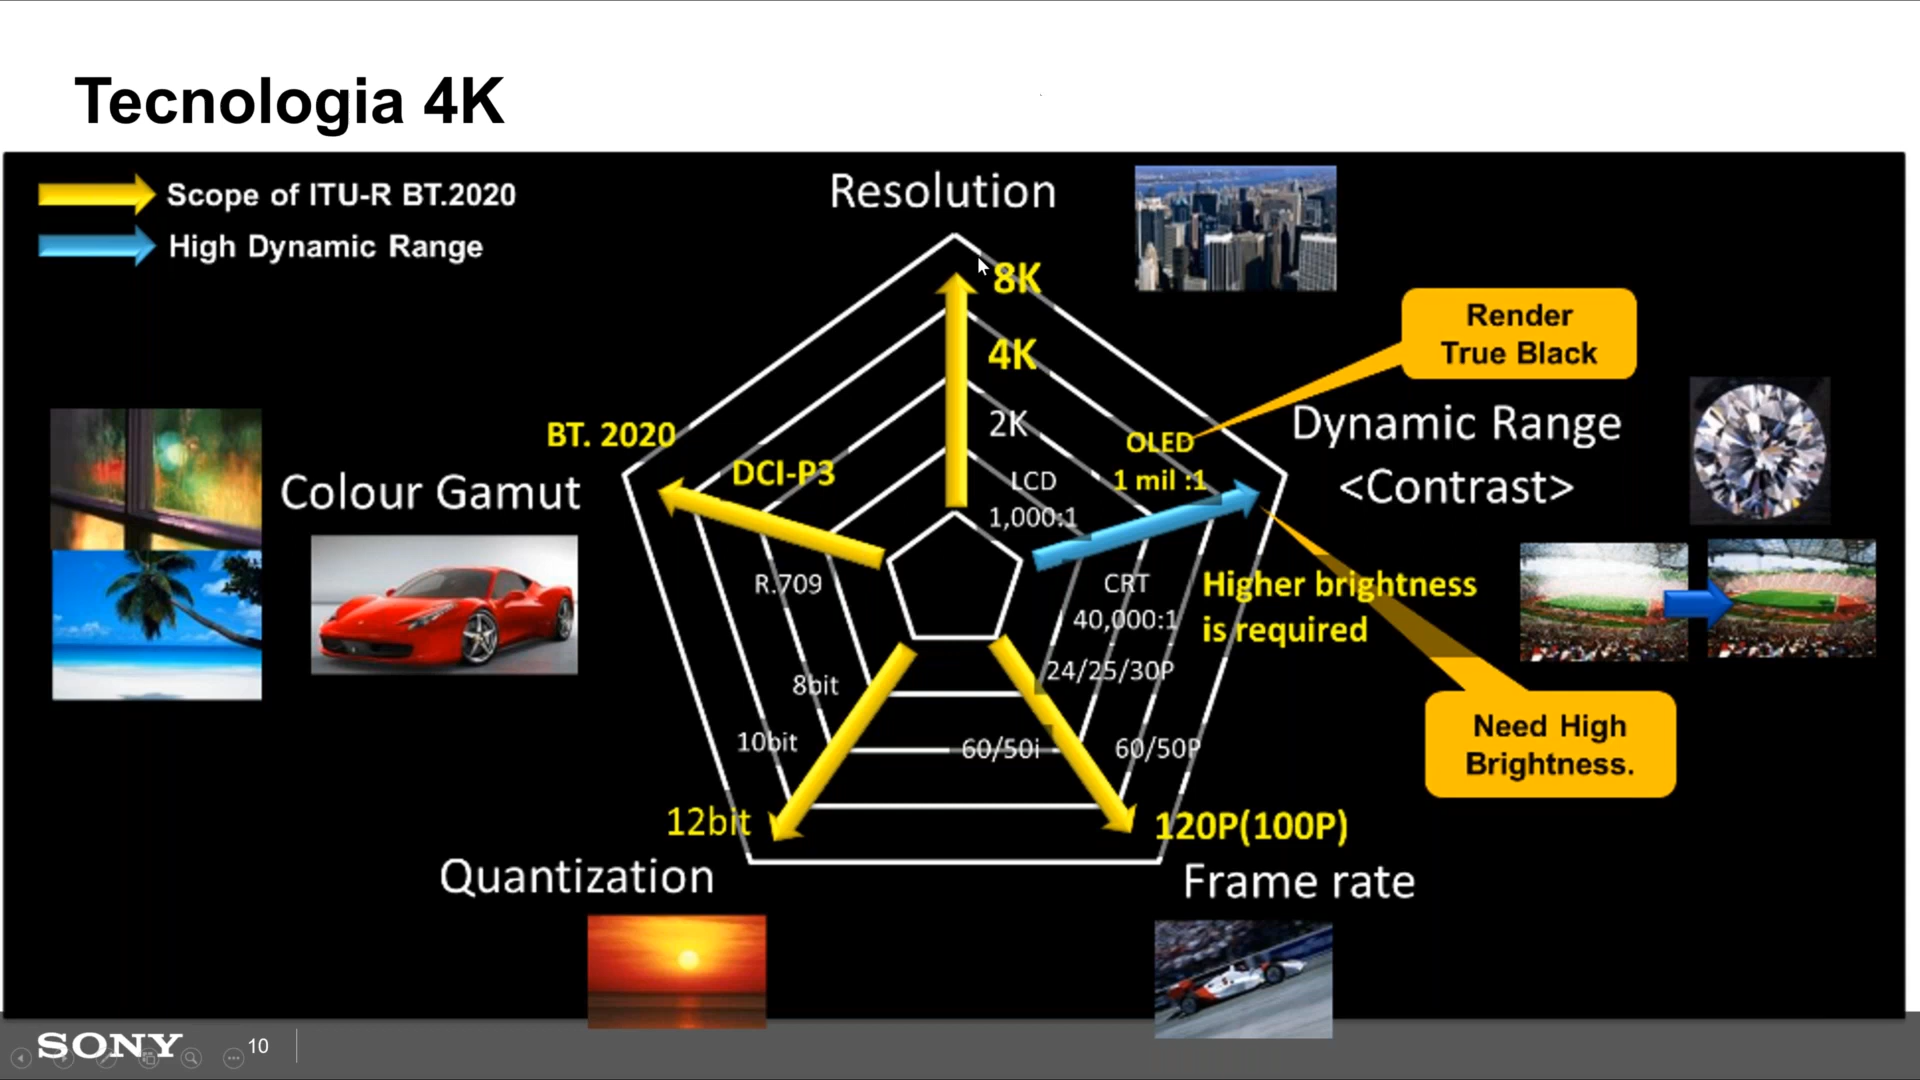 Tecnologia 4K
Scope of ITU-R BT.2020
High Dynamic Range
Resolution
8K
4K
2K
Render
True Black
Dynamic Range
<Contrast>
OLED
1 mil :1
LCD
1,000:1
CRT
40,000:1
Higher brightness
is required
Need High
Brightness.
BT. 2020
DCI-P3
Colour Gamut
R.709
8bit
10bit
12bit
Quantization
24/25/30P
60/50i
60/50P
120P(100P)
Frame rate
SONY
10